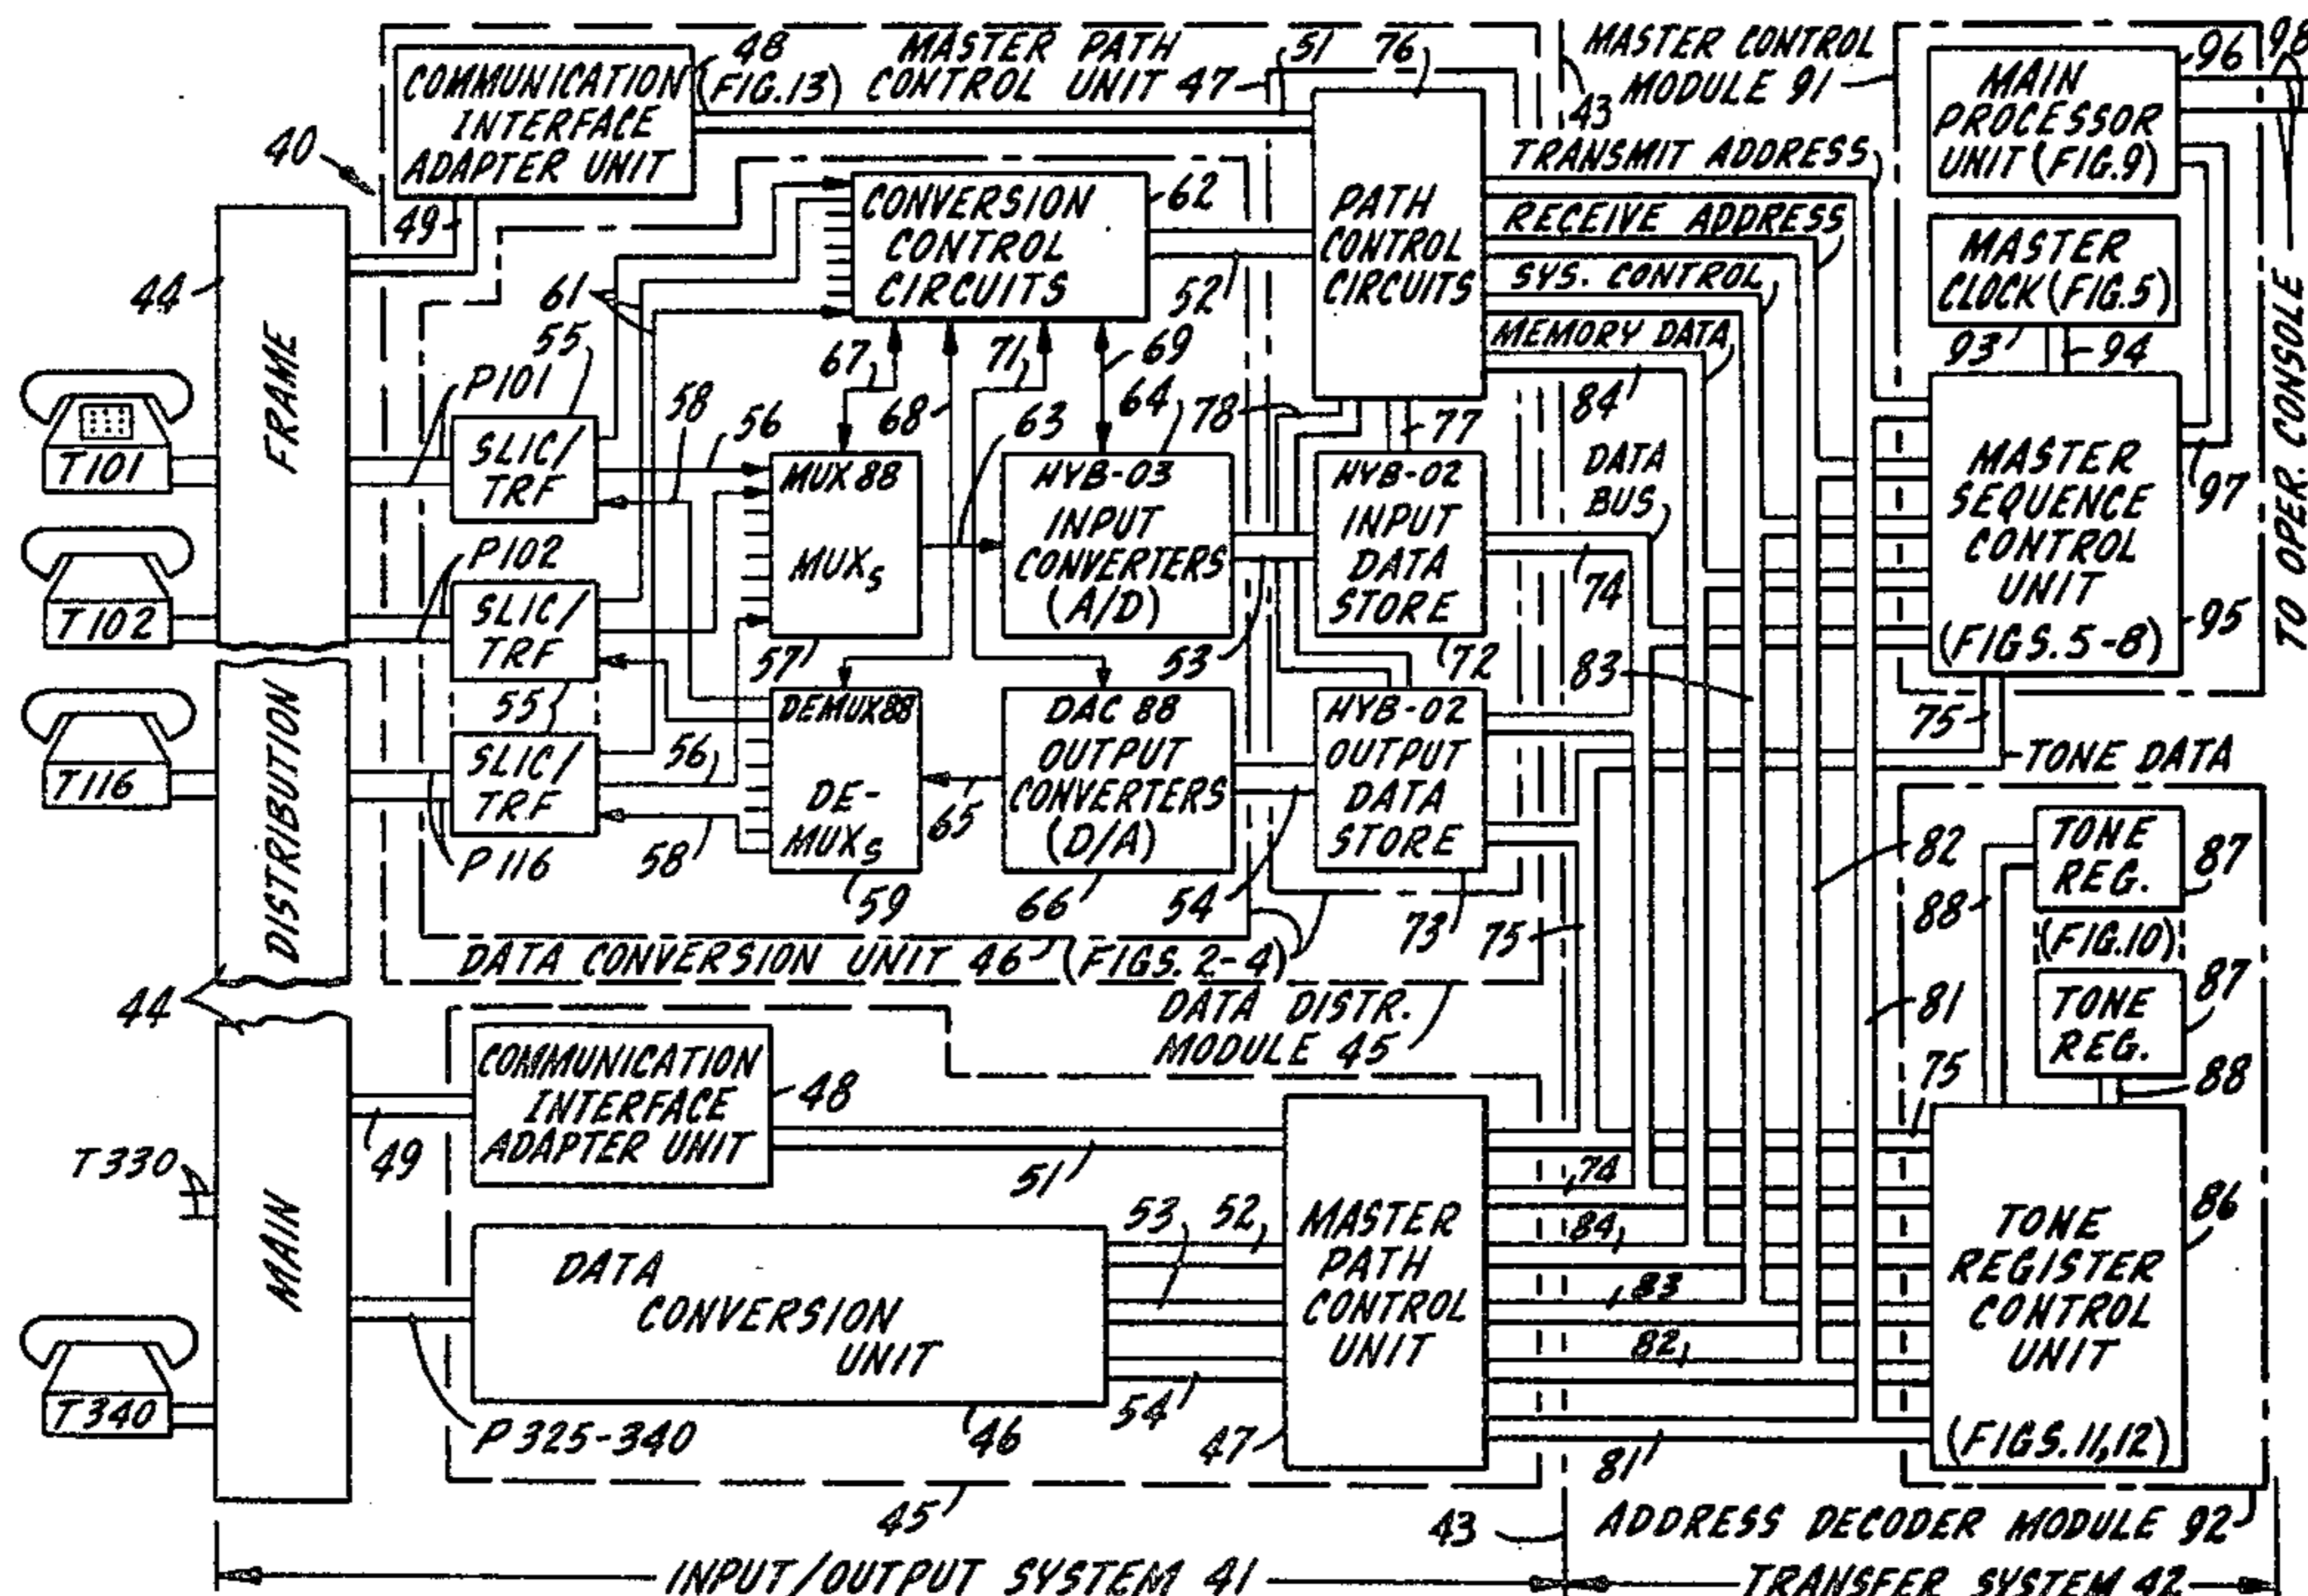 48
(FIG.13)
MASTER PATH
CONTROL UNIT 47
51
76
MASTER CONTROL
MODULE 91
43
96
98
COMMUNICATION
INTERFACE
ADAPTER UNIT
MAIN
PROCESSOR
UNIT (FIG.9)
40
49
44
FRAME
CONVERSION
CONTROL
CIRCUITS
62
52
PATH
CONTROL
CIRCUITS
TRANSMIT ADDRESS
RECEIVE ADDRESS
SYS. CONTROL
MEMORY DATA
84
MASTER
CLOCK (FIG.5)
93
94
TO OPER. CONSOLE
61
55
67
68
71
69
64
63
78
77
DATA
BUS
74
T101
P101
SLIC/
TRF
58
56
MUX88
MUXS
57
HYB-03
INPUT
CONVERTERS
(A/D)
53
HYB-02
INPUT
DATA
STORE
72
MASTER
SEQUENCE
CONTROL
UNIT
(FIGS.5-8)
97
95
T102
P102
SLIC/
TRF
55
83
75
TONE DATA
T116
P116
SLIC/
TRF
56
58
DEMUX88
DE-
MUXS
59
65
DAC 88
OUTPUT
CONVERTERS
(D/A)
66
54
HYB-02
OUTPUT
DATA
STORE
73
75
82
88
TONE
REG.
87
(FIG.10)
TONE
REG.
87
88
DISTRIBUTION
44
DATA CONVERSION UNIT 46
(FIGS. 2-4)
DATA DISTR.
MODULE 45
81
75
COMMUNICATION
INTERFACE
ADAPTER UNIT
48
49
51
T330
MAIN
DATA
CONVERSION
UNIT
46
53
52
54
MASTER
PATH
CONTROL
UNIT
47
74
84
83
82
81
TONE
REGISTER
CONTROL
UNIT
(FIGS.11,12)
86
T340
P325-340
45
43
ADDRESS DECODER MODULE 92
INPUT/OUTPUT SYSTEM 41
TRANSFER SYSTEM 42